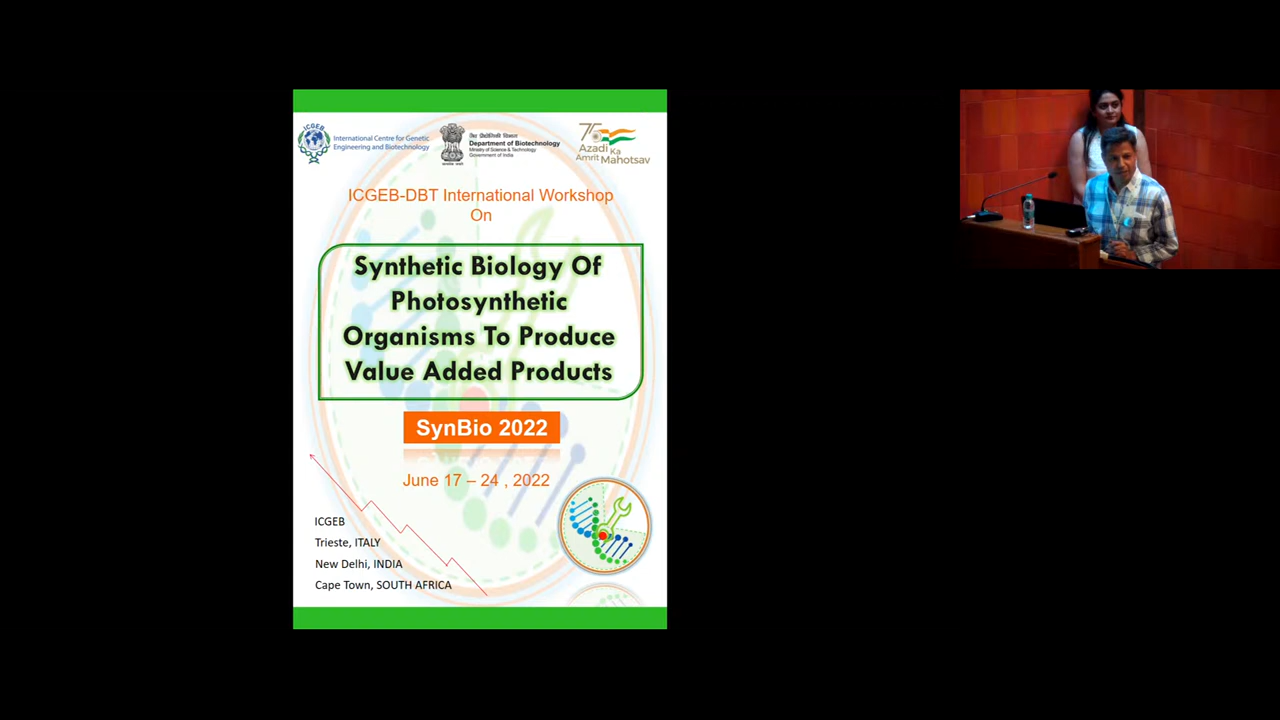 ICGEB
International Centre for Genetic
Engineering and Biotechnology
Department of Biotechnology
Ministry of Science & Technology
Government of India
75
Azadi Ka
Amrit Mahotsav
ICGEB-DBT International Workshop
On
Synthetic Biology Of
Photosynthetic
Organisms To Produce
Value Added Products
SynBio 2022
June 17 – 24 , 2022
ICGEB
Trieste, ITALY
New Delhi, INDIA
Cape Town, SOUTH AFRICA